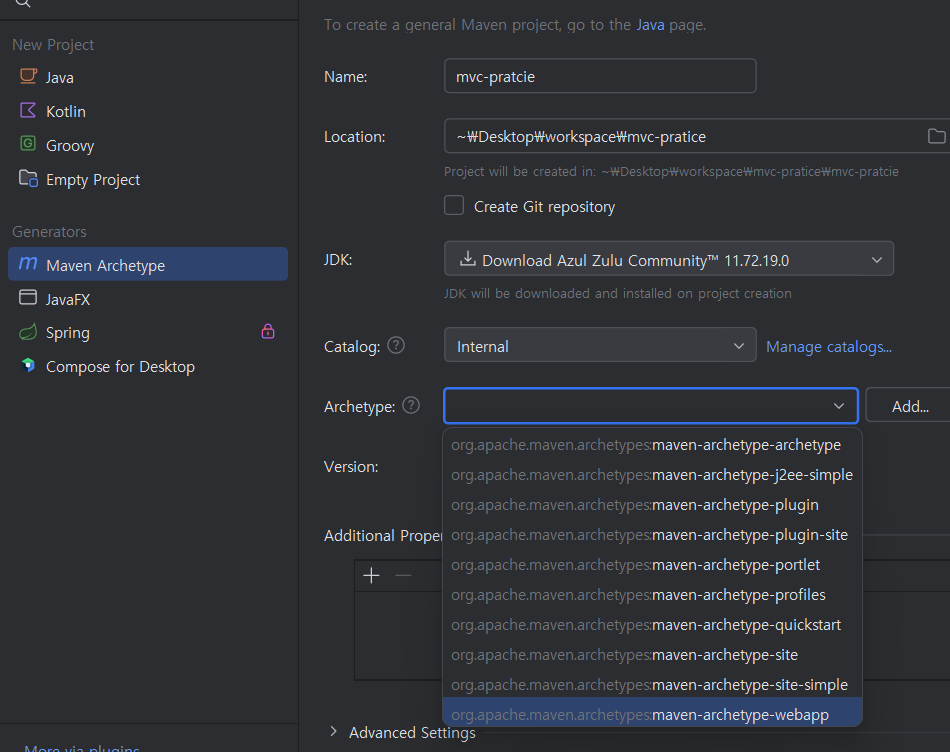 New Project
Java
Kotlin
Groovy
Empty Project
Generators
Maven Archetype
JavaFX
Spring
Compose for Desktop
More via plugins
To create a general Maven project, go to the Java page.
Name: mvc-pratcie
Location: ~₩Desktop₩workspace₩mvc-pratice
Project will be created in: ~₩Desktop₩workspace₩mvc-pratice₩mvc-pratcie
Create Git repository
JDK: Download Azul Zulu Community™ 11.72.19.0
JDK will be downloaded and installed on project creation
Catalog: ? Internal Manage catalogs...
Archetype: ? Add...
org.apache.maven.archetypes:maven-archetype-archetype
Version:
org.apache.maven.archetypes:maven-archetype-j2ee-simple
org.apache.maven.archetypes:maven-archetype-plugin
Additional Proper
org.apache.maven.archetypes:maven-archetype-plugin-site
org.apache.maven.archetypes:maven-archetype-portlet
org.apache.maven.archetypes:maven-archetype-profiles
org.apache.maven.archetypes:maven-archetype-quickstart
org.apache.maven.archetypes:maven-archetype-site
org.apache.maven.archetypes:maven-archetype-site-simple
org.apache.maven.archetypes:maven-archetype-webapp
Advanced Settings